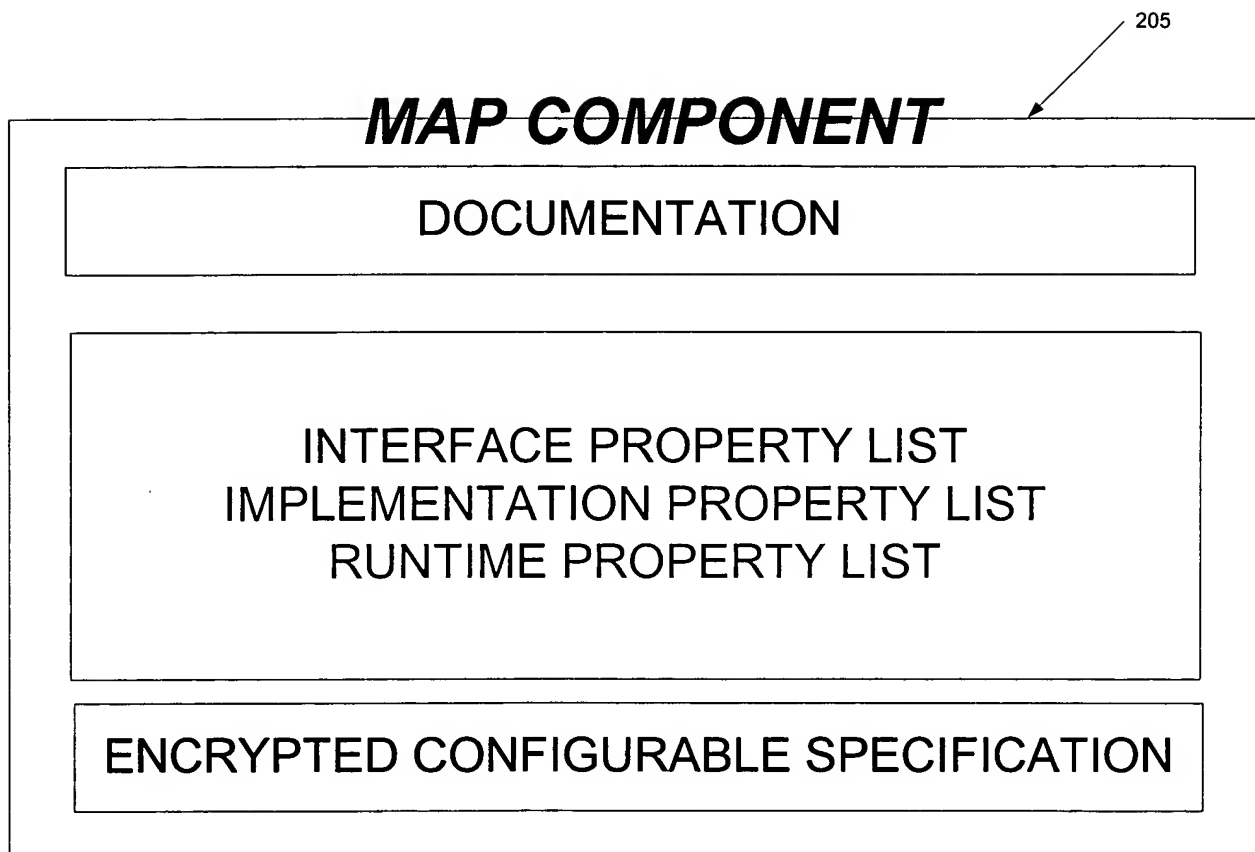 205
MAP COMPONENT
DOCUMENTATION
INTERFACE PROPERTY LIST
IMPLEMENTATION PROPERTY LIST
RUNTIME PROPERTY LIST
ENCRYPTED CONFIGURABLE SPECIFICATION